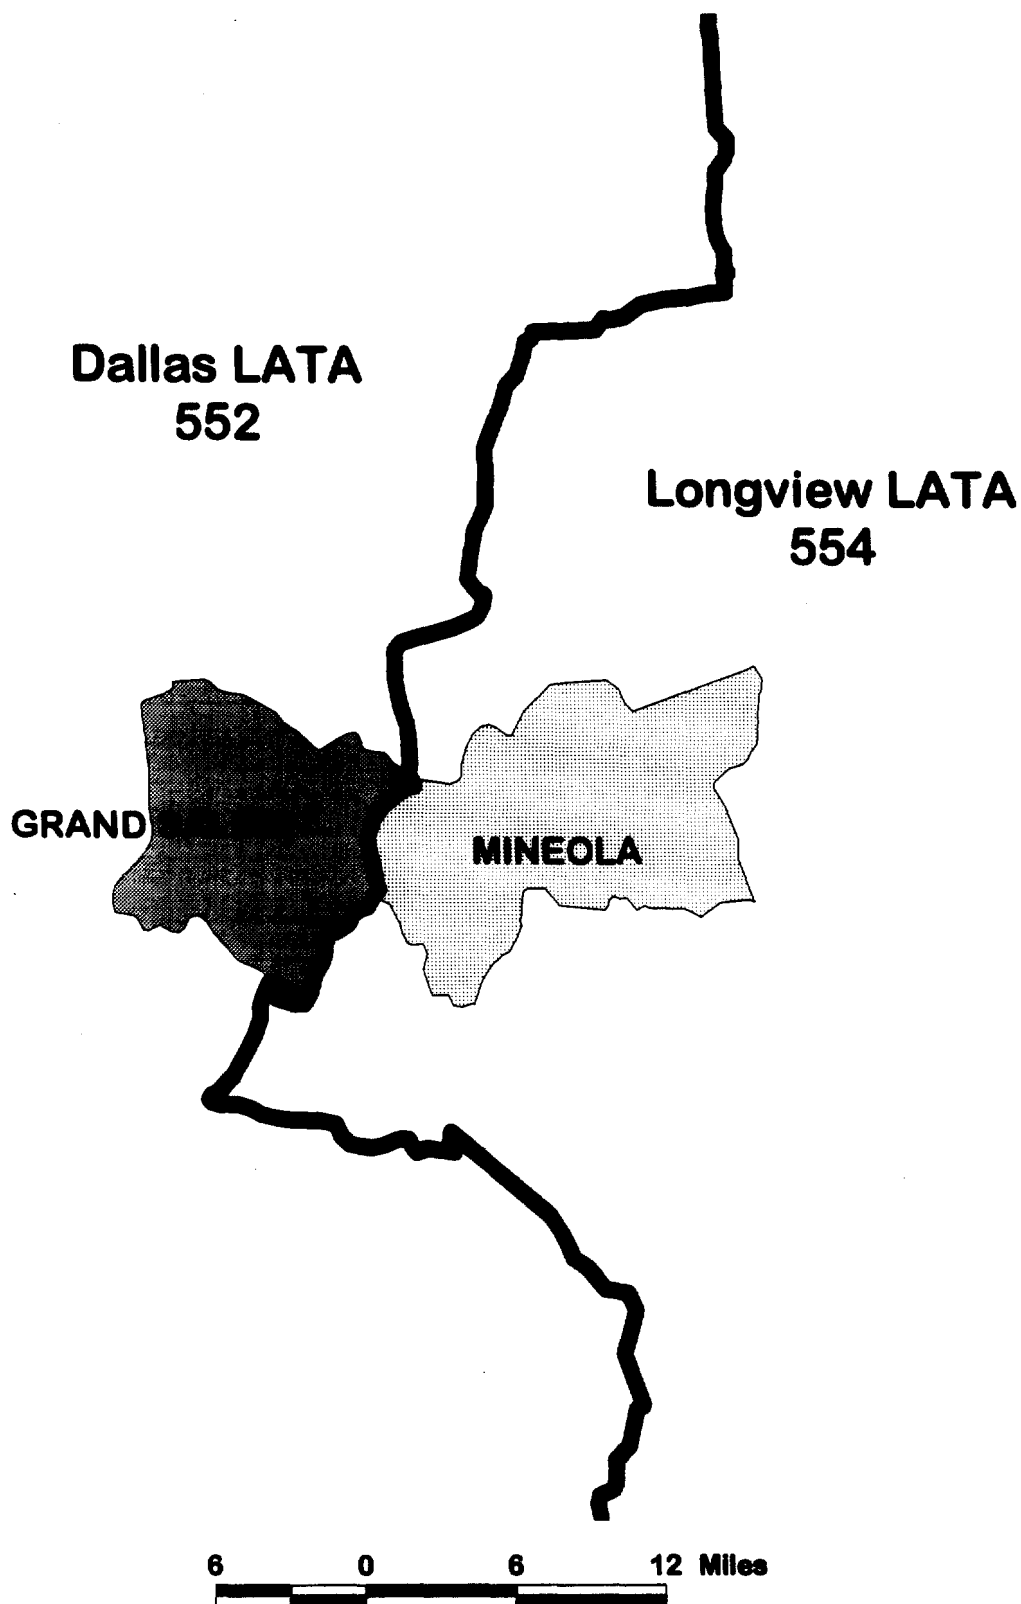 Dallas LATA
552
Longview LATA
554
GRAND
MINEOLA
6 0 6 12 Miles